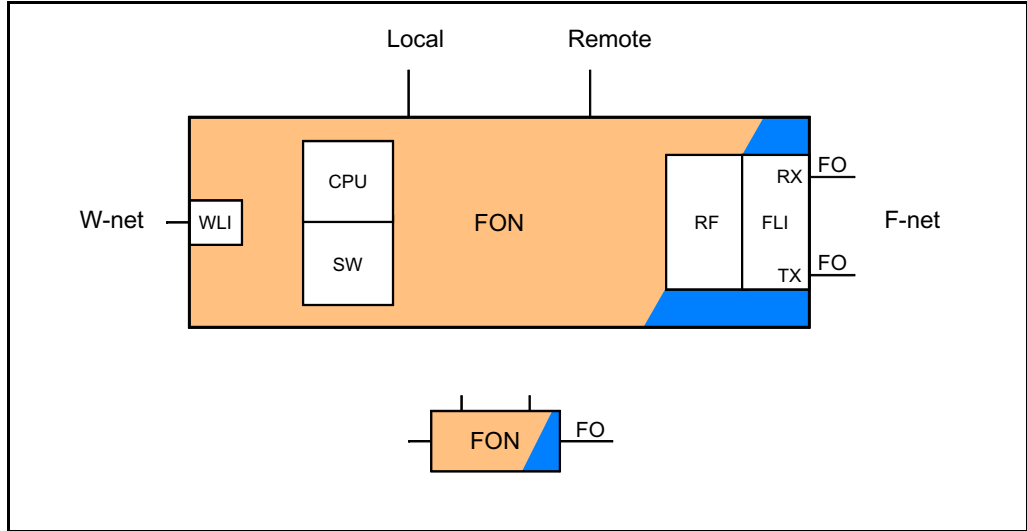 Local Remote
CPU
RX FO
W-net WLI FON RF FLI F-net
SW
TX FO
FON FO